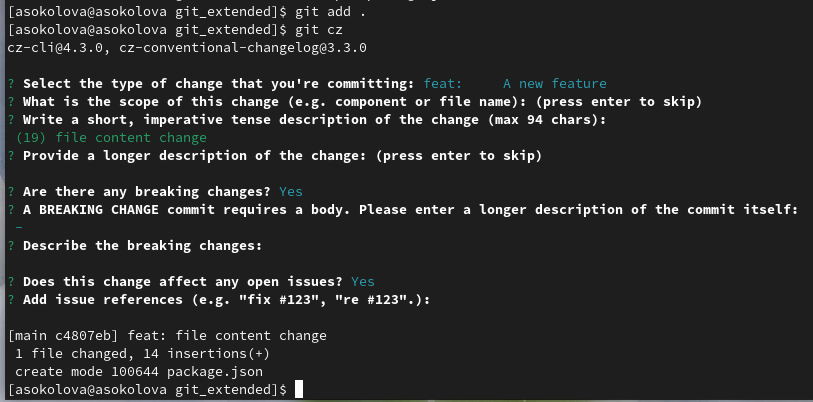 [asokolova@asokolova git_extended]$ git add .
[asokolova@asokolova git_extended]$ git cz
cz-cli@4.3.0, cz-conventional-changelog@3.3.0
? Select the type of change that you're committing: feat:     A new feature
? What is the scope of this change (e.g. component or file name): (press enter to skip)
? Write a short, imperative tense description of the change (max 94 chars):
(19) file content change
? Provide a longer description of the change: (press enter to skip)
? Are there any breaking changes? Yes
? A BREAKING CHANGE commit requires a body. Please enter a longer description of the commit itself:
-
? Describe the breaking changes:
? Does this change affect any open issues? Yes
? Add issue references (e.g. "fix #123", "re #123".):
[main c4807eb] feat: file content change
1 file changed, 14 insertions(+)
create mode 100644 package.json
[asokolova@asokolova git_extended]$